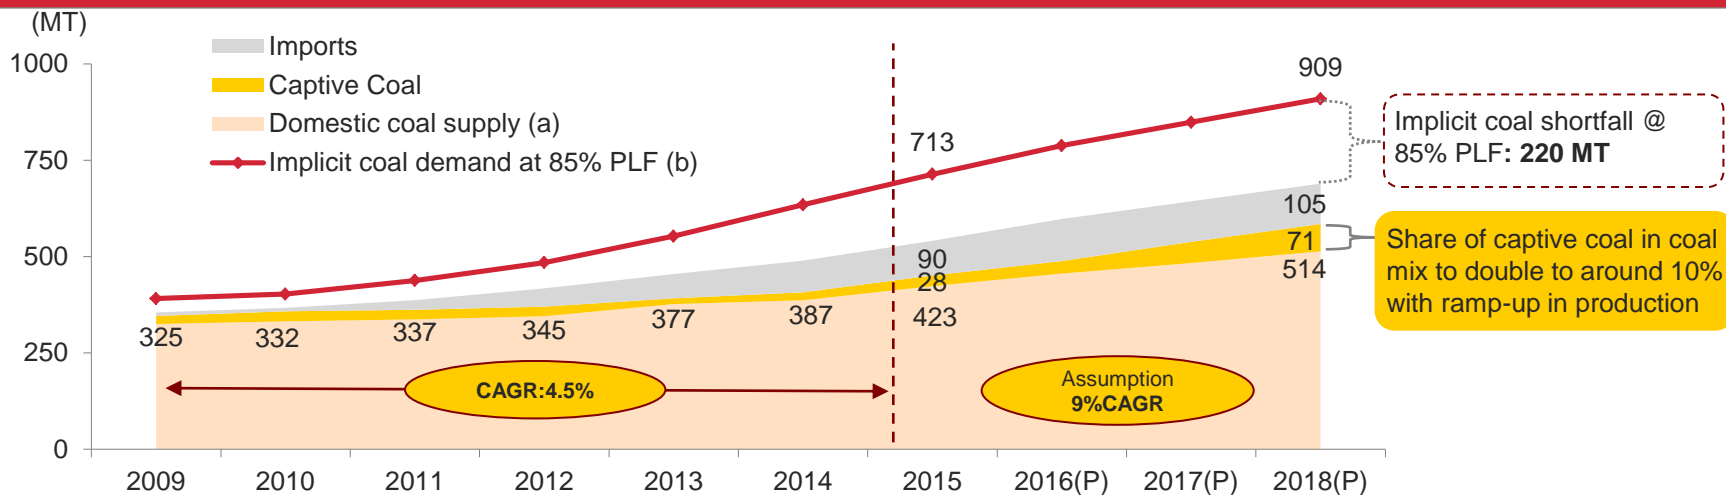 (MT)
Imports
Captive Coal
Domestic coal supply (a)
Implicit coal demand at 85% PLF (b)
1000
750
500
250
0
325
332
337
345
377
387
713
90
28
423
909
105
71
514
Implicit coal shortfall @
85% PLF: 220 MT
Share of captive coal in coal
mix to double to around 10%
with ramp-up in production
CAGR:4.5%
Assumption
9%CAGR
2009
2010
2011
2012
2013
2014
2015
2016(P)
2017(P)
2018(P)